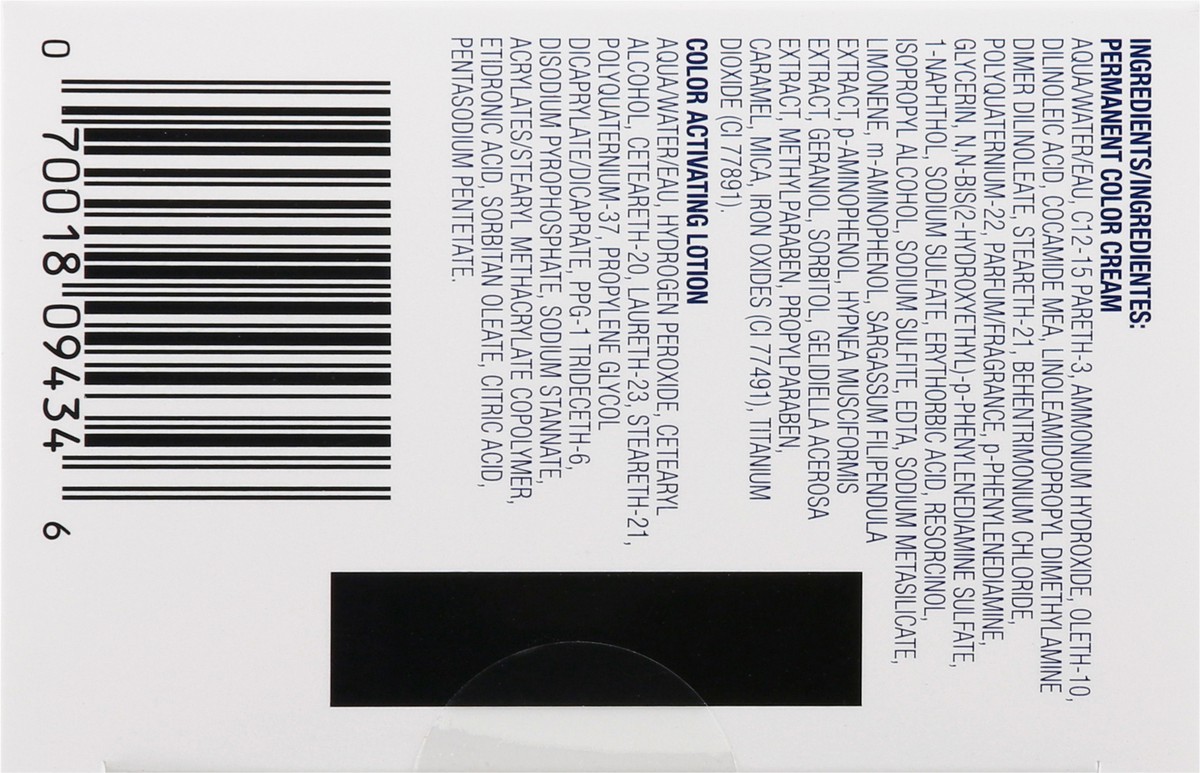 INGREDIENTS/INGREDIENTES:
PERMANENT COLOR CREAM
AQUA/WATER/EAU, C12-15 PARETH-3, AMMONIUM HYDROXIDE, OLETH-10,
DILINOLEIC ACID, COCAMIDE MEA, LINOLEAMIDOPROPYL DIMETHYLAMINE
DIMER DILINOLEATE, STEARETH-21, BEHENTRIMONIUM CHLORIDE,
POLYQUATERNIUM-22, PARFUM/FRAGRANCE, p-PHENYLENEDIAMINE,
GLYCERIN, N,N-BIS(2-HYDROXYETHYL)-p-PHENYLENEDIAMINE SULFATE,
1-NAPHTHOL, SODIUM SULFATE, ERYTHORBIC ACID, RESORCINOL,
ISOPROPYL ALCOHOL, SODIUM SULFITE, EDTA, SODIUM METASILICATE,
LIMONENE, m-AMINOPHENOL, SARGASSUM FILIPENDULA
EXTRACT, p-AMINOPHENOL, HYPNEA MUSCIFORMIS
EXTRACT, GERANIOL, SORBITOL, GELIDIELLA ACEROSA
EXTRACT, METHYLPARABEN, PROPYLPARABEN,
CARAMEL, MICA, IRON OXIDES (CI 77491), TITANIUM
DIOXIDE (CI 77891).
COLOR ACTIVATING LOTION
AQUA/WATER/EAU, HYDROGEN PEROXIDE, CETEARYL
ALCOHOL, CETEARETH-20, LAURETH-23, STEARETH-21,
POLYQUATERNIUM-37, PROPYLENE GLYCOL
DICAPRYLATE/DICAPRATE, PPG-1 TRIDECETH-6,
DISODIUM PYROPHOSPHATE, SODIUM STANNATE,
ACRYLATES/STEARYL METHACRYLATE COPOLYMER,
ETIDRONIC ACID, SORBITAN OLEATE, CITRIC ACID,
PENTASODIUM PENTETATE.
0 70018 09434 6